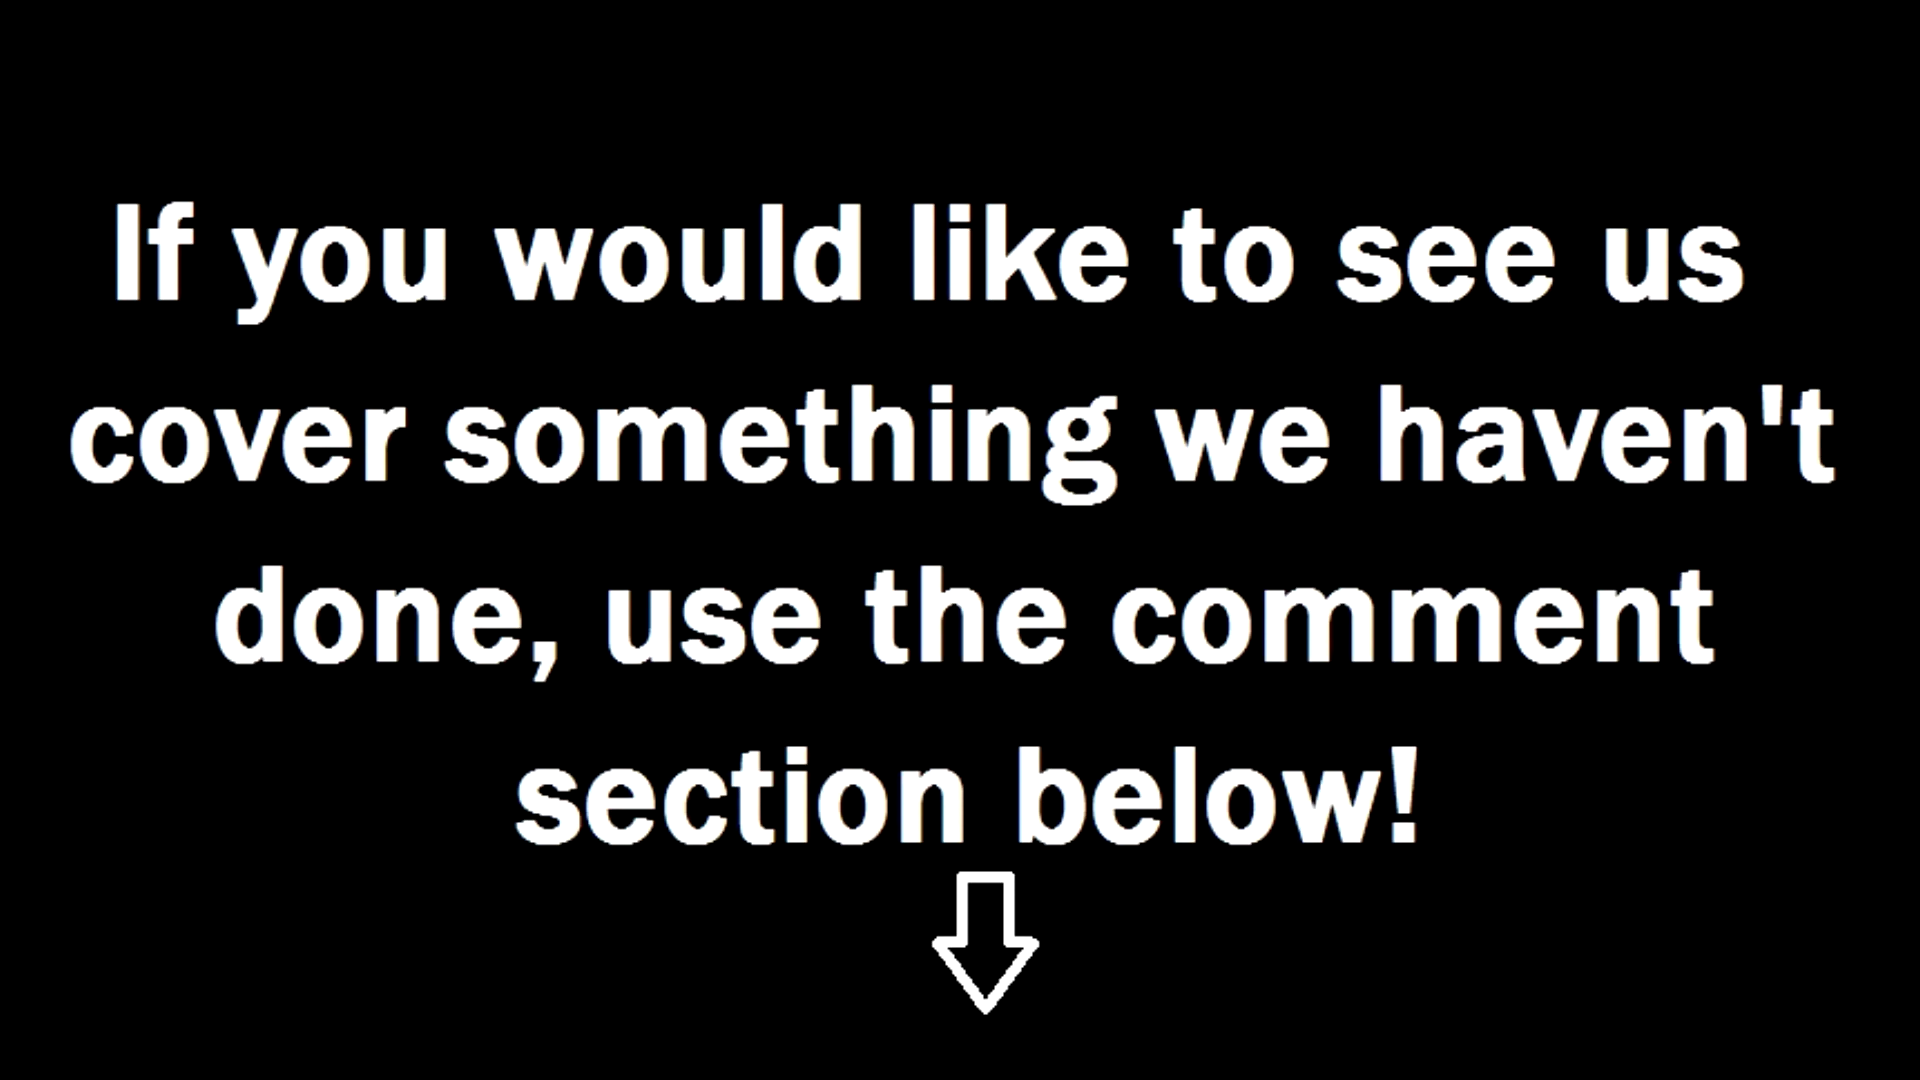 If you would like to see us
cover something we haven't
done, use the comment
section below!